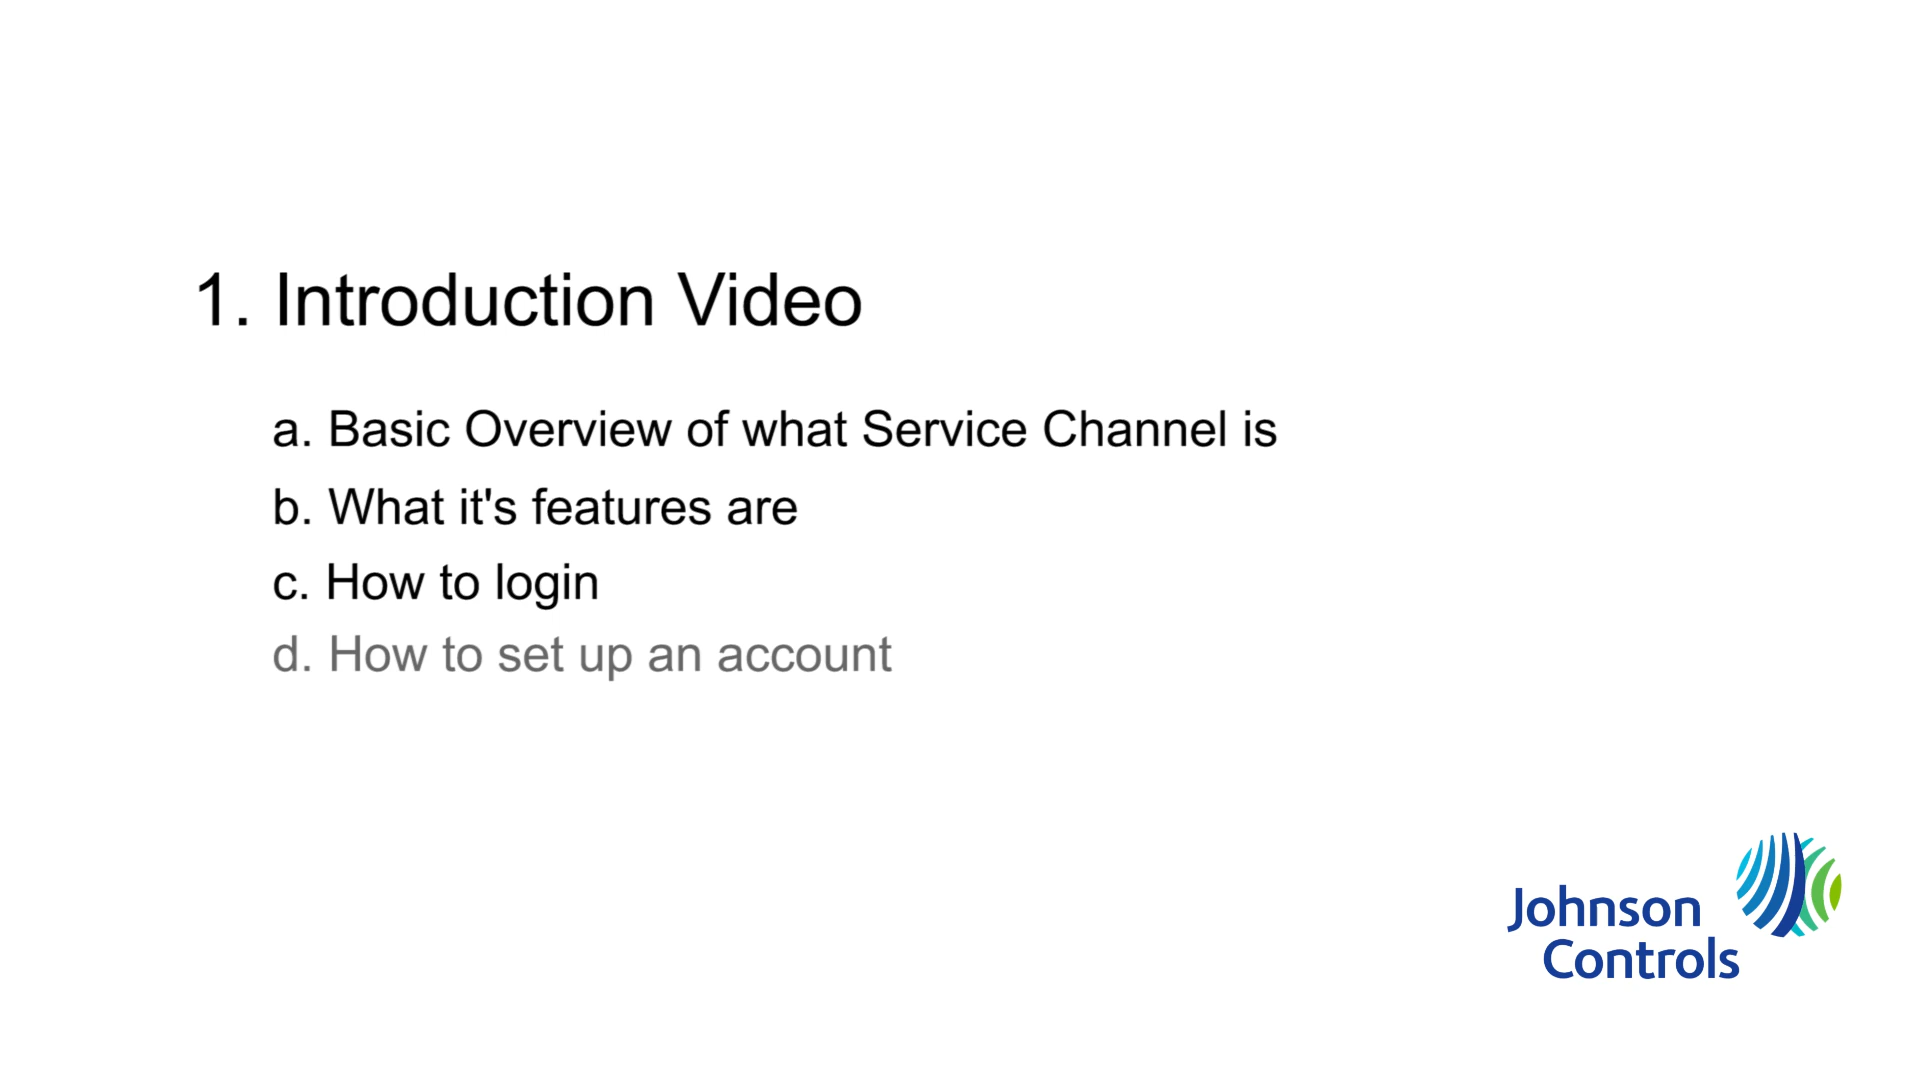 1. Introduction Video
a. Basic Overview of what Service Channel is
b. What it's features are
c. How to login
d. How to set up an account
Johnson
Controls